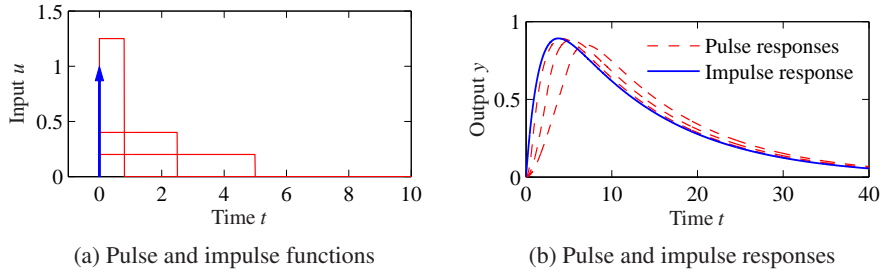 1.5
1
0.5
0
Input u
0
2
4
6
8
10
Time t
(a) Pulse and impulse functions
1
0.5
0
Output y
Pulse responses
Impulse response
0
10
20
30
40
Time t
(b) Pulse and impulse responses